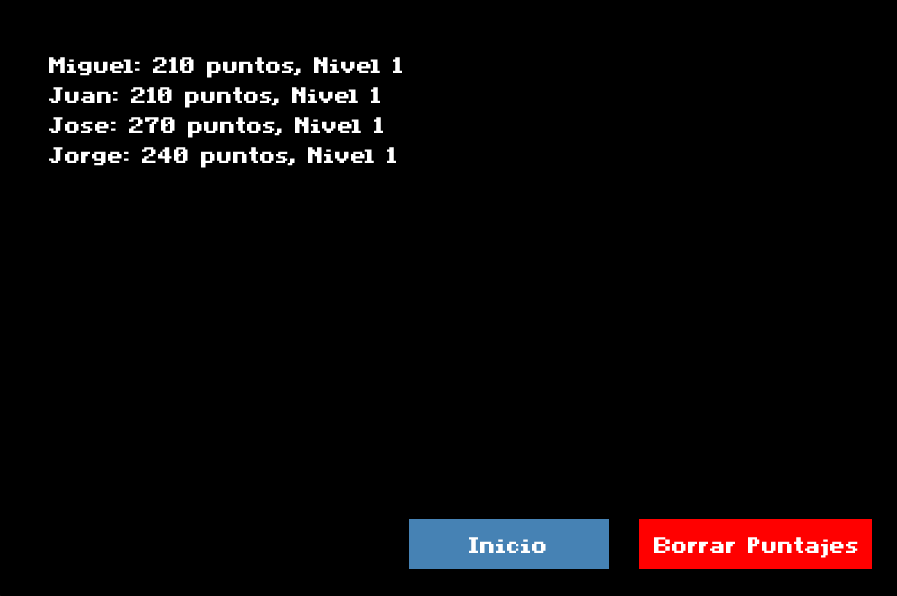 Miguel: 210 puntos, Nivel 1
Juan: 210 puntos, Nivel 1
Jose: 270 puntos, Nivel 1
Jorge: 240 puntos, Nivel 1
Inicio
Borrar Puntajes